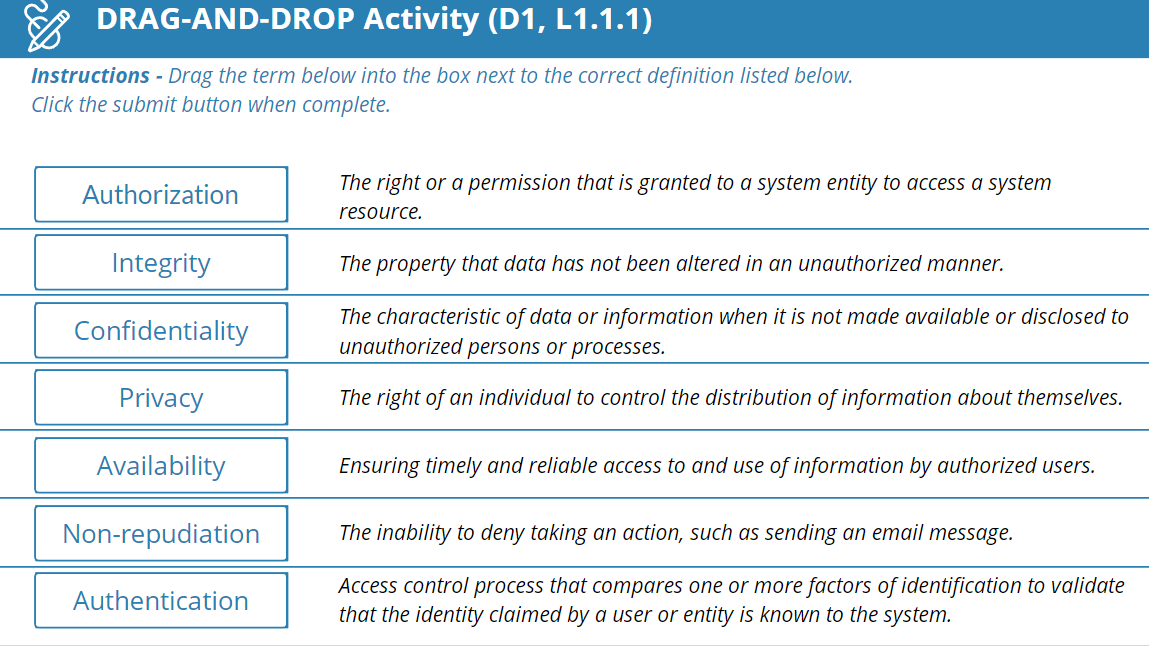 DRAG-AND-DROP Activity (D1, L1.1.1)
Instructions - Drag the term below into the box next to the correct definition listed below.
Click the submit button when complete.
Authorization
The right or a permission that is granted to a system entity to access a system
resource.
Integrity
The property that data has not been altered in an unauthorized manner.
Confidentiality
The characteristic of data or information when it is not made available or disclosed to
unauthorized persons or processes.
Privacy
The right of an individual to control the distribution of information about themselves.
Availability
Ensuring timely and reliable access to and use of information by authorized users.
Non-repudiation
The inability to deny taking an action, such as sending an email message.
Authentication
Access control process that compares one or more factors of identification to validate
that the identity claimed by a user or entity is known to the system.